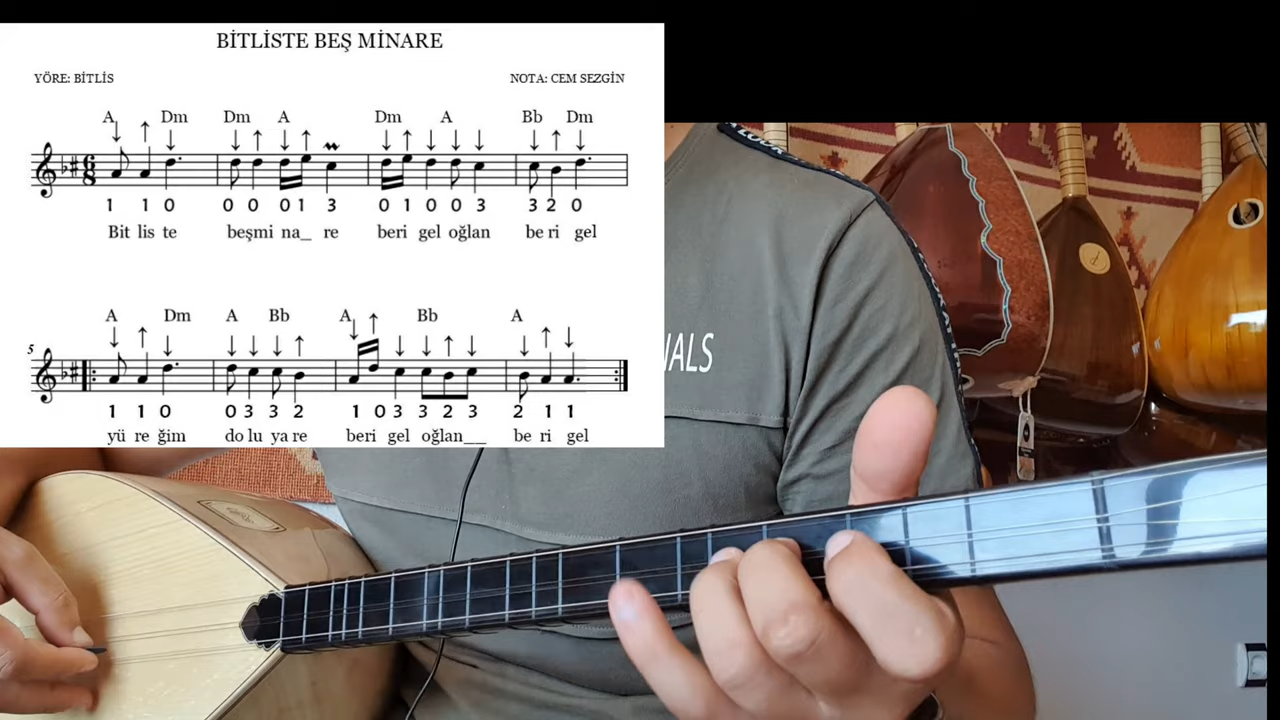 BİTLİSTE BEŞ MİNARE
YÖRE: BİTLİS NOTA: CEM SEZGİN
A Dm Dm A Dm A Bb Dm
6
8
1 1 0 0 0 0 1 3 0 1 0 0 3 3 2 0
Bit lis te beşmi na_ re beri gel oğlan be ri gel
A Dm A Bb A Bb A
5
1 1 0 0 3 3 2 1 0 3 3 2 3 2 1 1
yü re ğim do lu ya re beri gel oğlan__ be ri gel
NALS